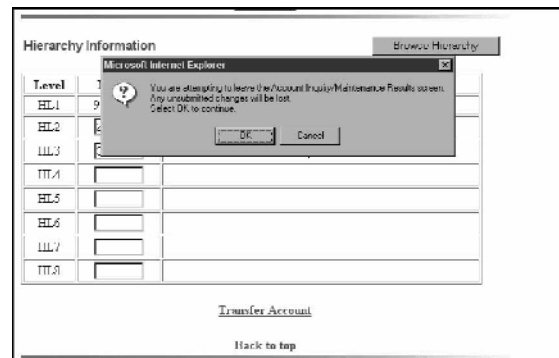 Hierarchy Information
Browse Hierarchy
Microsoft Internet Explorer
You are attempting to leave the Account Inquiry/Maintenance Results screen.
Any unsubmitted changes will be lost.
Select OK to continue.
OK Cancel
Level
HL1 9
HL2
HL3
HL4
HL5
HL6
HL7
HL8
Transfer Account
Back to top